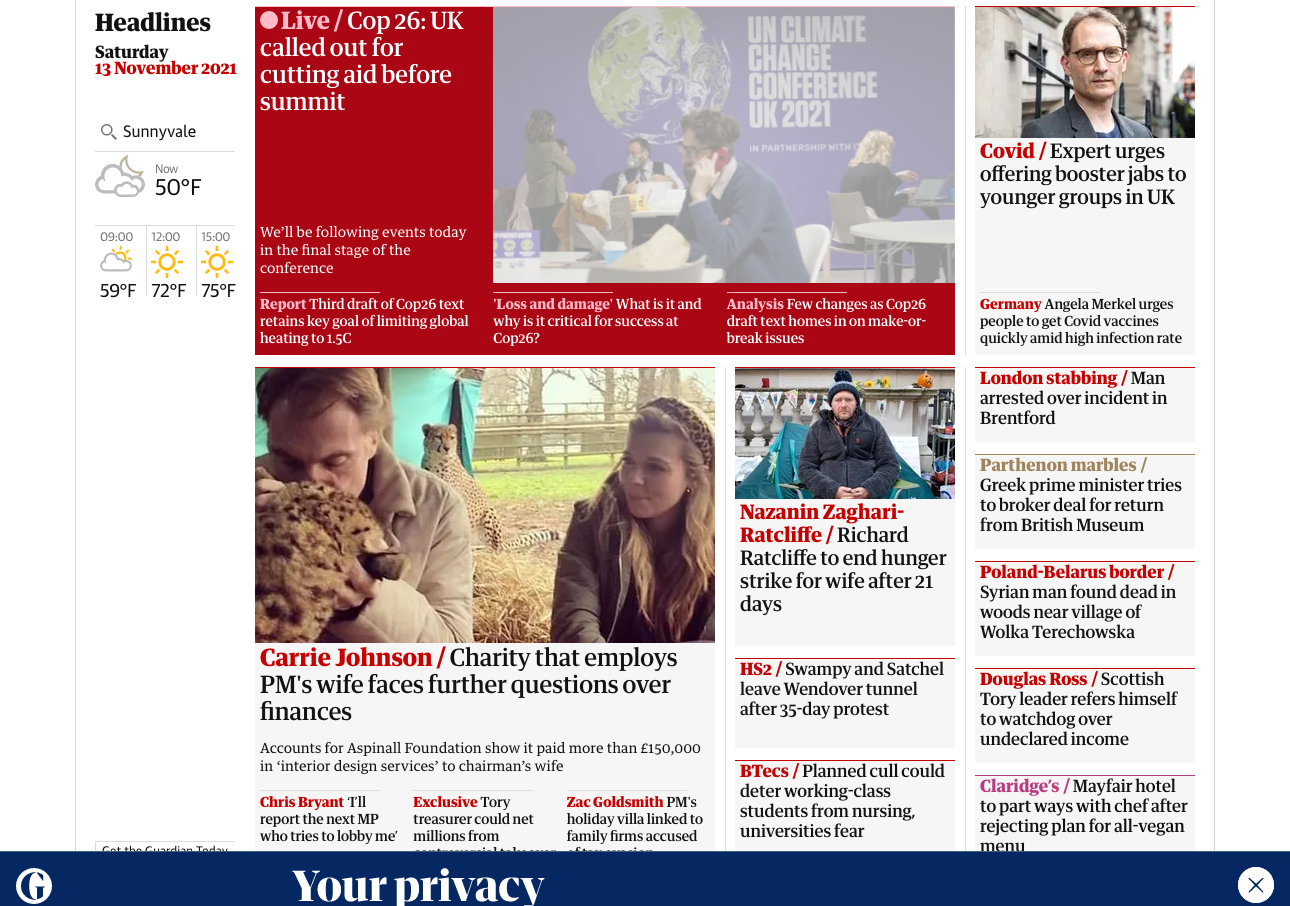 Headlines
Saturday
13 November 2021
Sunnyvale
Now
50°F
09:00
12:00
15:00
59°F
72°F
75°F
Live / Cop 26: UK
called out for
cutting aid before
summit
We’ll be following events today
in the final stage of the
conference
UN CLIMATE
CHANGE
CONFERENCE
UK 2021
IN PARTNERSHIP WITH
Report Third draft of Cop26 text
retains key goal of limiting global
heating to 1.5C
'Loss and damage' What is it and
why is it critical for success at
Cop26?
Analysis Few changes as Cop26
draft text homes in on make-or-
break issues
Covid / Expert urges
offering booster jabs to
younger groups in UK
Germany Angela Merkel urges
people to get Covid vaccines
quickly amid high infection rate
Carrie Johnson / Charity that employs
PM's wife faces further questions over
finances
Accounts for Aspinall Foundation show it paid more than £150,000
in ‘interior design services’ to chairman’s wife
Chris Bryant ‘I’ll
report the next MP
who tries to lobby me’
Exclusive Tory
treasurer could net
millions from
controversial takeover
Zac Goldsmith PM's
holiday villa linked to
family firms accused
of tax evasion
Nazanin Zaghari-
Ratcliffe / Richard
Ratcliffe to end hunger
strike for wife after 21
days
HS2 / Swampy and Satchel
leave Wendover tunnel
after 35-day protest
BTecs / Planned cull could
deter working-class
students from nursing,
universities fear
London stabbing / Man
arrested over incident in
Brentford
Parthenon marbles /
Greek prime minister tries
to broker deal for return
from British Museum
Poland-Belarus border /
Syrian man found dead in
woods near village of
Wolka Terechowska
Douglas Ross / Scottish
Tory leader refers himself
to watchdog over
undeclared income
Claridge’s / Mayfair hotel
to part ways with chef after
rejecting plan for all-vegan
menu
Get the Guardian Today
Your privacy